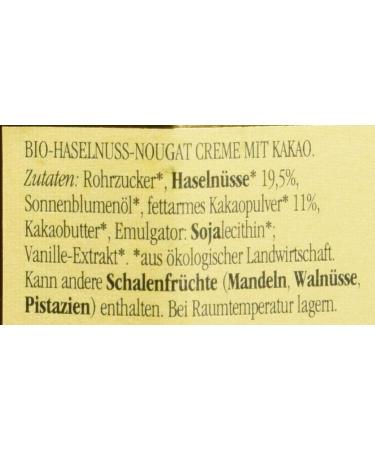 BIO-HASELNUSS-NOUGAT CREME MIT KAKAO.
Zutaten: Rohrzucker*, Haselnüsse* 19,5%,
Sonnenblumenöl*, fettarmes Kakaopulver* 11%,
Kakaobutter*, Emulgator: Sojalecithin*;
Vanille-Extrakt*. *aus ökologischer Landwirtschaft.
Kann andere Schalenfrüchte (Mandeln, Walnüsse,
Pistazien) enthalten. Bei Raumtemperatur lagern.